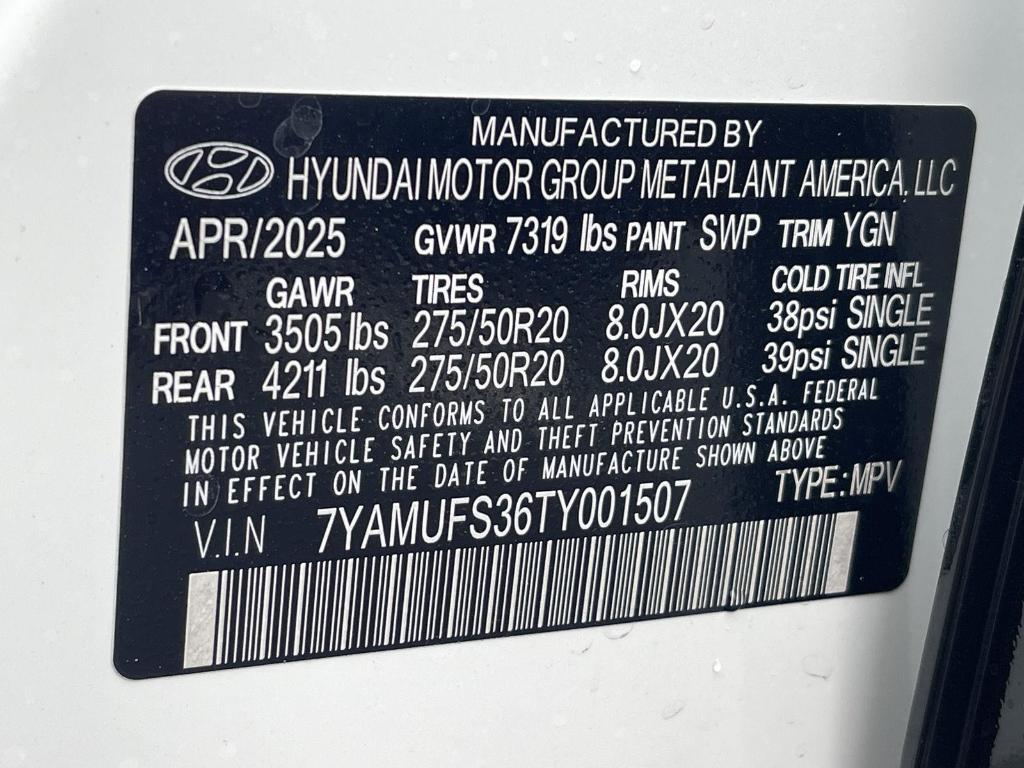 MANUFACTURED BY
HYUNDAI MOTOR GROUP METAPLANT AMERICA, LLC
APR/2025 GVWR 7319 lbs PAINT SWP TRIM YGN
GAWR TIRES RIMS COLD TIRE INFL
FRONT 3505 lbs 275/50R20 8.0JX20 38psi SINGLE
REAR 4211 lbs 275/50R20 8.0JX20 39psi SINGLE
THIS VEHICLE CONFORMS TO ALL APPLICABLE U.S.A. FEDERAL
MOTOR VEHICLE SAFETY AND THEFT PREVENTION STANDARDS
IN EFFECT ON THE DATE OF MANUFACTURE SHOWN ABOVE
V.I.N 7YAMUFS36TY001507 TYPE:MPV